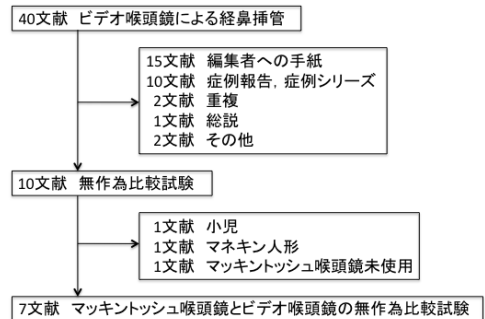 40文献 ビデオ喉頭鏡による経鼻挿管
15文献 編集者への手紙
10文献 症例報告，症例シリーズ
2文献 重複
1文献 総説
2文献 その他
10文献 無作為比較試験
1文献 小児
1文献 マネキン人形
1文献 マッキントッシュ喉頭鏡未使用
7文献 マッキントッシュ喉頭鏡とビデオ喉頭鏡の無作為比較試験